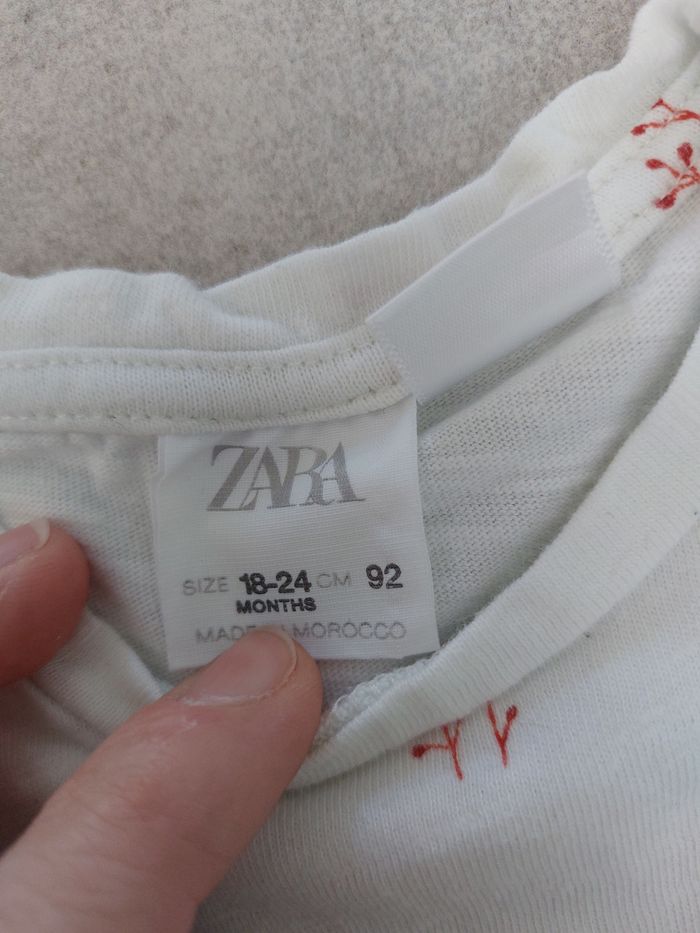 ZARA
SIZE 18-24 CM 92
MONTHS
MADE MOROCCO